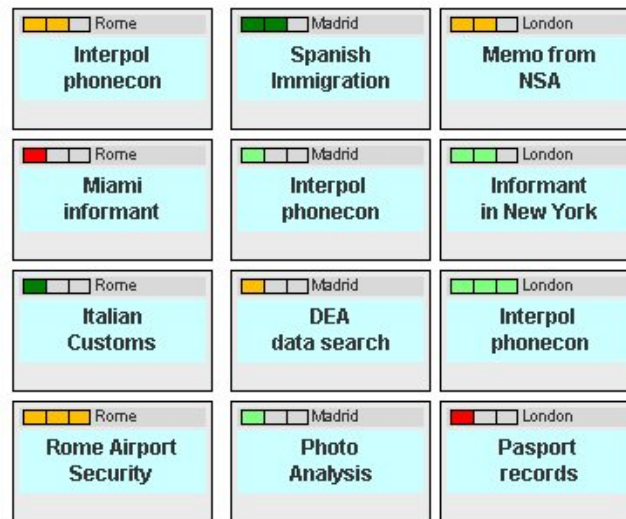 Rome
Interpol
phonecon
Madrid
Spanish
Immigration
London
Memo from
NSA
Rome
Miami
informant
Madrid
Interpol
phonecon
London
Informant
in New York
Rome
Italian
Customs
Madrid
DEA
data search
London
Interpol
phonecon
Rome
Rome Airport
Security
Madrid
Photo
Analysis
London
Pasport
records